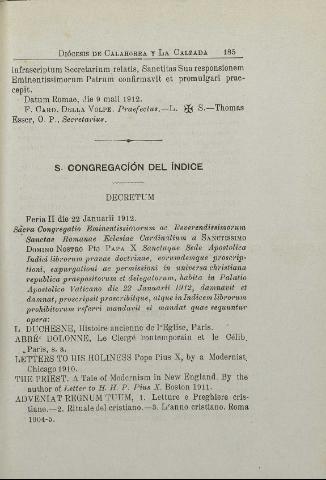 DIÓCESIS DE CALAHORRA Y LA CALZADA 185
infrascriptum Secretarium relatis, Sanctitas Sua responsionem
Eminentissimorum Patrum confirmavit et promulgari prae-
cepit.
Datum Romae, die 9 maii 1912.
F. CARD. DELLA VOLPE. Praefectus.—L. ✠ S.—Thomas
Esser, O. P., Secretarius.
S. CONGREGACIÓN DEL ÍNDICE
DECRETUM
Feria II die 22 Januarii 1912.
Sacra Congregatio Eminentissimorum ac Reverendissimorum
Sanctae Romanae Eclesiae Cardinalium a SANCTISSIMO
DOMINO NOSTRO PIO PAPA X Sanctaque Sede Apostolica
Indici librorum pravae doctrinae, eorumdemque proscrip-
tioni, expurgationi ac permissioni in universa christiana
republica praepositorum et delegatorum, habita in Palatio
Apostolico Vaticano die 22 Januarii 1912, damnavit et
damnat, proscripsit proscribitque, atque in Indicem librorum
prohibitorum referri mandavit et mandat quae sequuntur
opera:
L. DUCHESNE, Histoire ancienne de l'Eglise, Paris.
ABBÉ DOLONNE, Le Clergé contemporain et le Célib.
Paris, s. a.
LETTERS TO HIS HOLINESS Pope Pius X, by a Modernist,
Chicago 1910.
THE PRIEST. A Tale of Modernism in New England. By the
author of Letter to H. H. P. Pius X. Boston 1911.
ADVENIAT REGNUM TUUM, 1. Letture e Preghiere cris-
tiane.—2. Rituale del cristiano.—3. L'anno cristiano. Roma
1904-5.